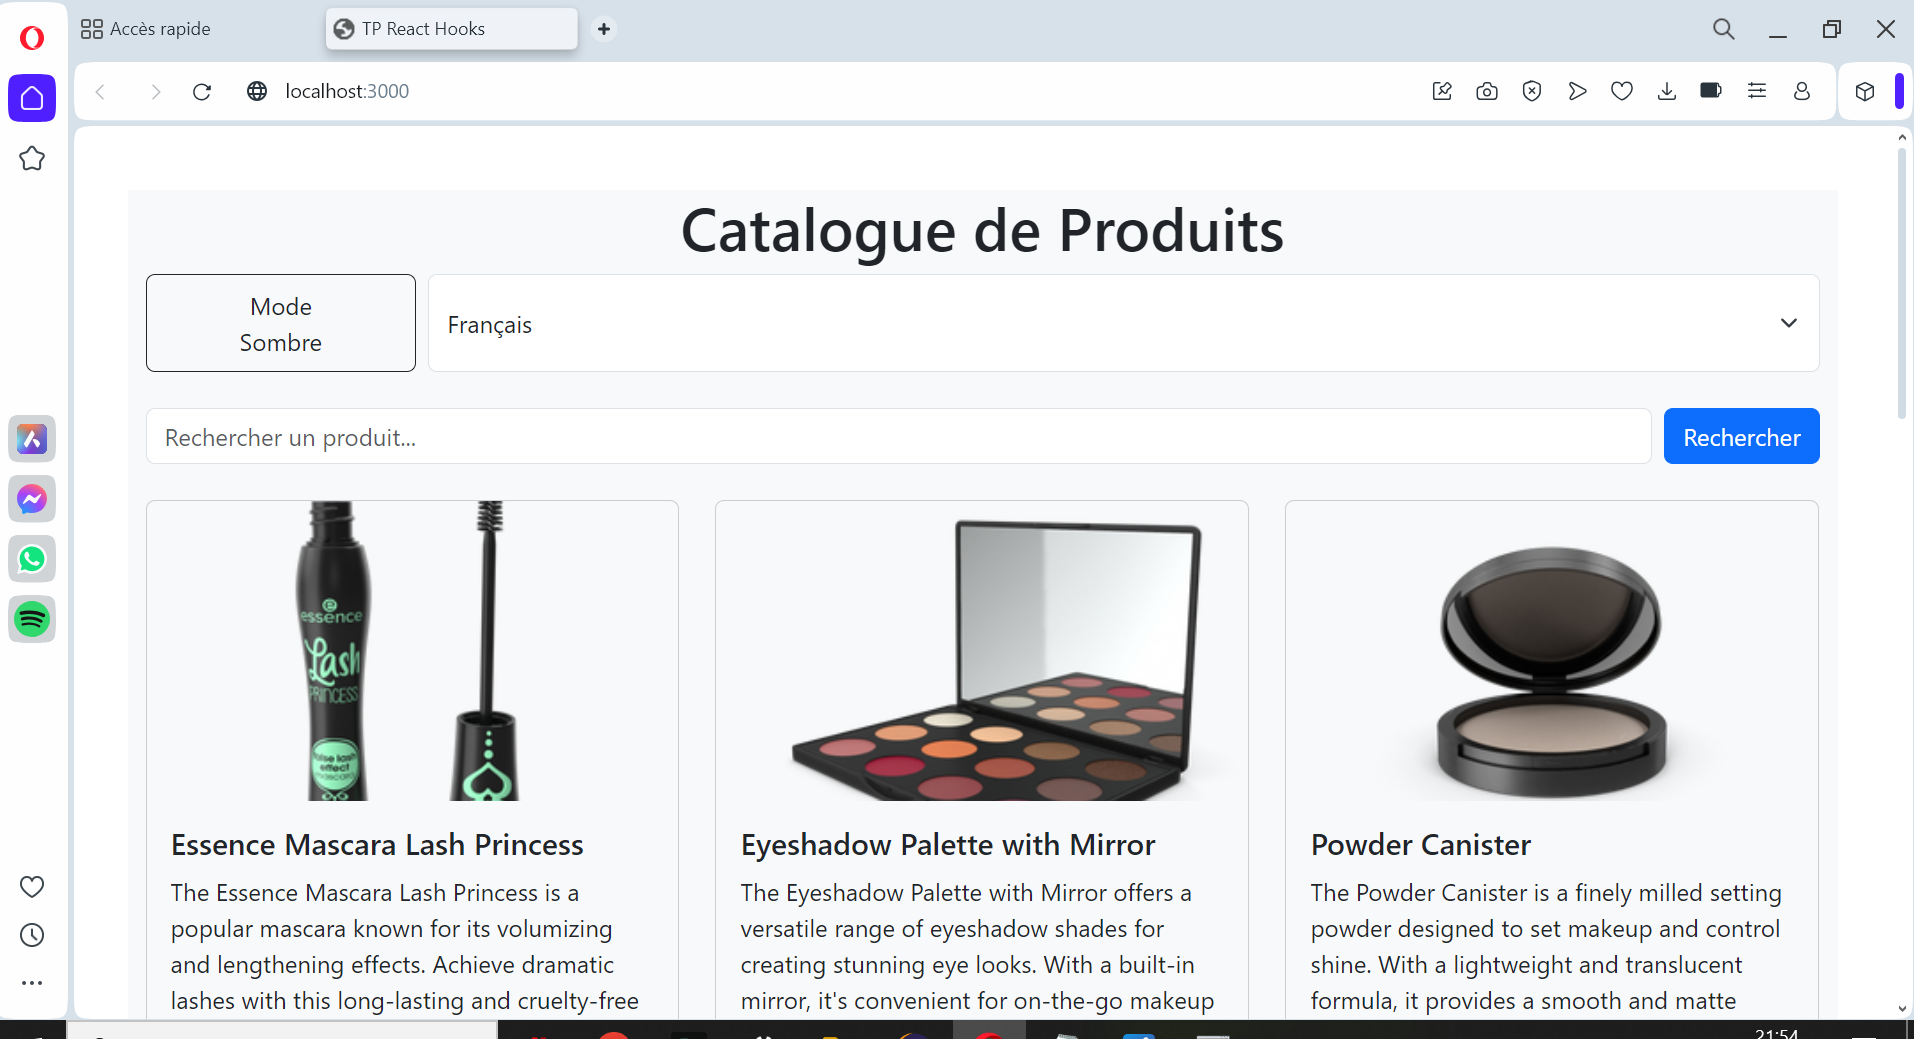 Accès rapide
TP React Hooks
localhost:3000
Catalogue de Produits
Mode
Sombre
Français
Rechercher un produit...
Rechercher
essence
Lash
PRINCESS
false lash
effect
mascara
Essence Mascara Lash Princess
The Essence Mascara Lash Princess is a
popular mascara known for its volumizing
and lengthening effects. Achieve dramatic
lashes with this long-lasting and cruelty-free
Eyeshadow Palette with Mirror
The Eyeshadow Palette with Mirror offers a
versatile range of eyeshadow shades for
creating stunning eye looks. With a built-in
mirror, it's convenient for on-the-go makeup
Powder Canister
The Powder Canister is a finely milled setting
powder designed to set makeup and control
shine. With a lightweight and translucent
formula, it provides a smooth and matte
21:54